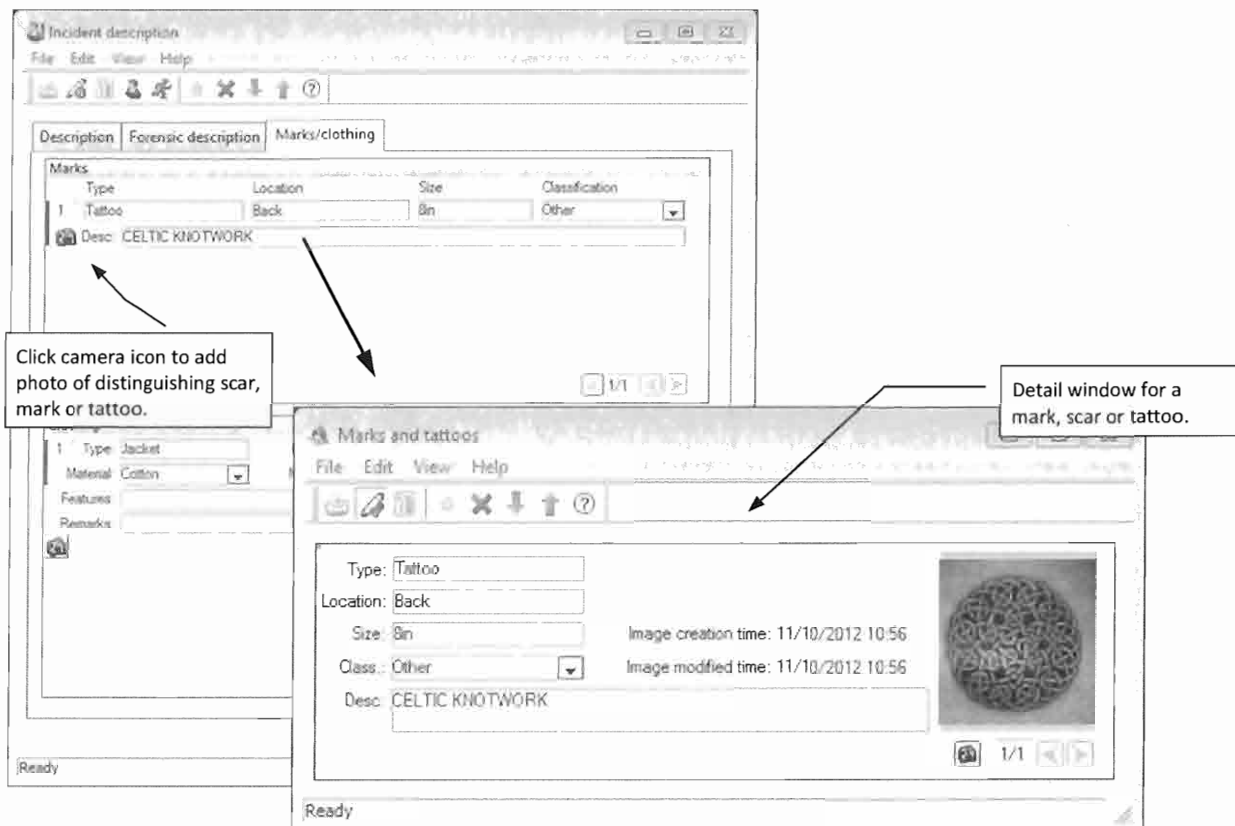 Incident description
File Edit View Help
Description Forensic description Marks/clothing
Marks
Type Location Size Classification
1 Tattoo Back 8in Other
Desc: CELTIC KNOTWORK
Click camera icon to add
photo of distinguishing scar,
mark or tattoo.
1/1
Detail window for a
mark, scar or tattoo.
1 Type: Jacket
Material: Cotton
Features:
Remarks:
Marks and tattoos
File Edit View Help
Type: Tattoo
Location: Back
Size: 8in Image creation time: 11/10/2012 10:56
Class.: Other Image modified time: 11/10/2012 10:56
Desc: CELTIC KNOTWORK
1/1
Ready
Ready